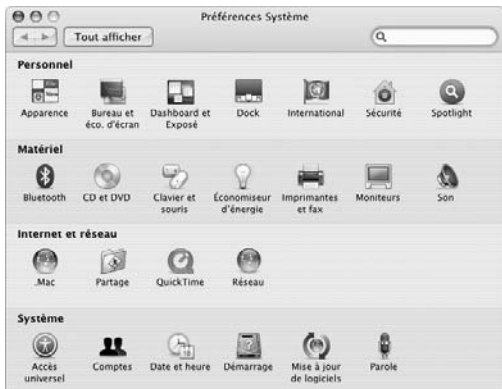 Préférences Système
Tout afficher
Personnel
Apparence
Bureau et
éco. d'écran
Dashboard et
Exposé
Dock
International
Sécurité
Spotlight
Matériel
Bluetooth
CD et DVD
Clavier et
souris
Économiseur
d'énergie
Imprimantes
et fax
Moniteurs
Son
Internet et réseau
.Mac
Partage
QuickTime
Réseau
Système
Accès
universel
Comptes
Date et heure
Démarrage
Mise à jour
de logiciels
Parole